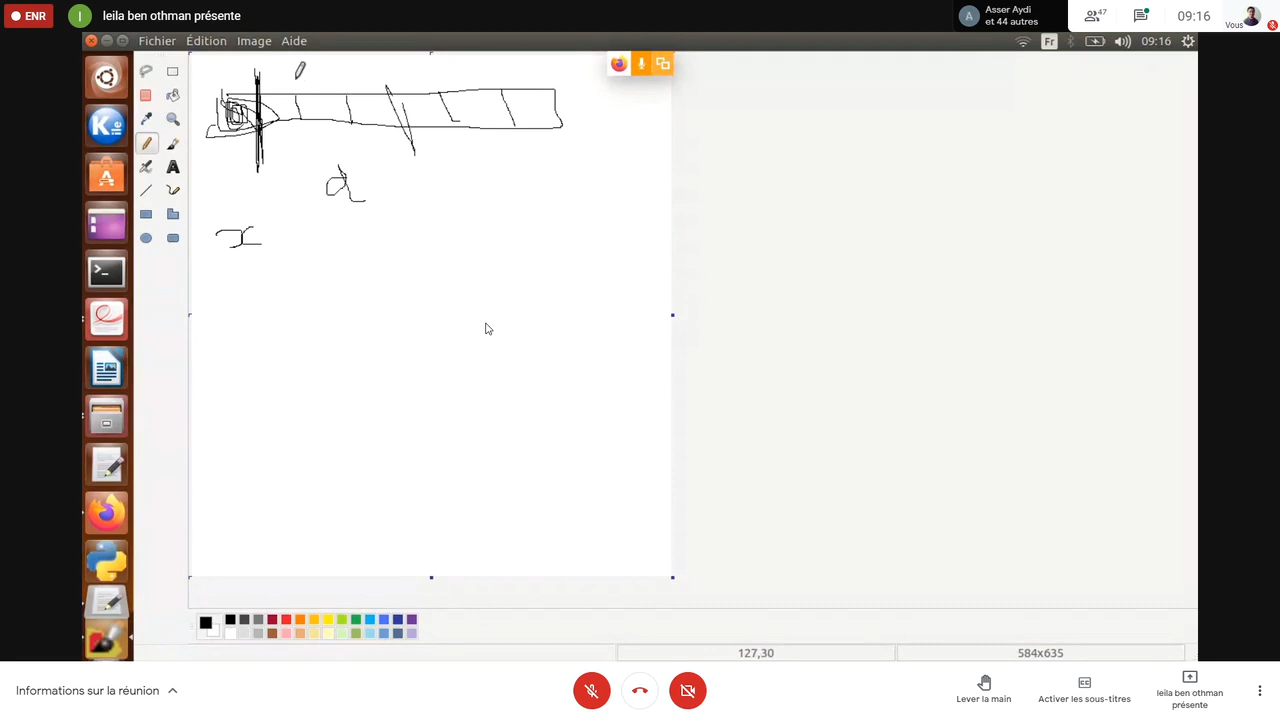 ENR
I
leila ben othman présente
A
Asser Aydi
et 44 autres
47
09:16
Vous
Fichier Édition Image Aide
Fr
09:16
Kile
A
d
x
127,30
584x635
Informations sur la réunion
Lever la main
Activer les sous-titres
leila ben othman
présente